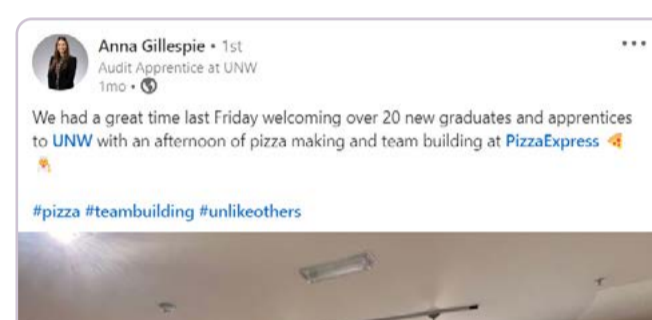 Anna Gillespie • 1st
Audit Apprentice at UNW
1mo •
We had a great time last Friday welcoming over 20 new graduates and apprentices
to UNW with an afternoon of pizza making and team building at PizzaExpress 🍕
#pizza #teambuilding #unlikeothers